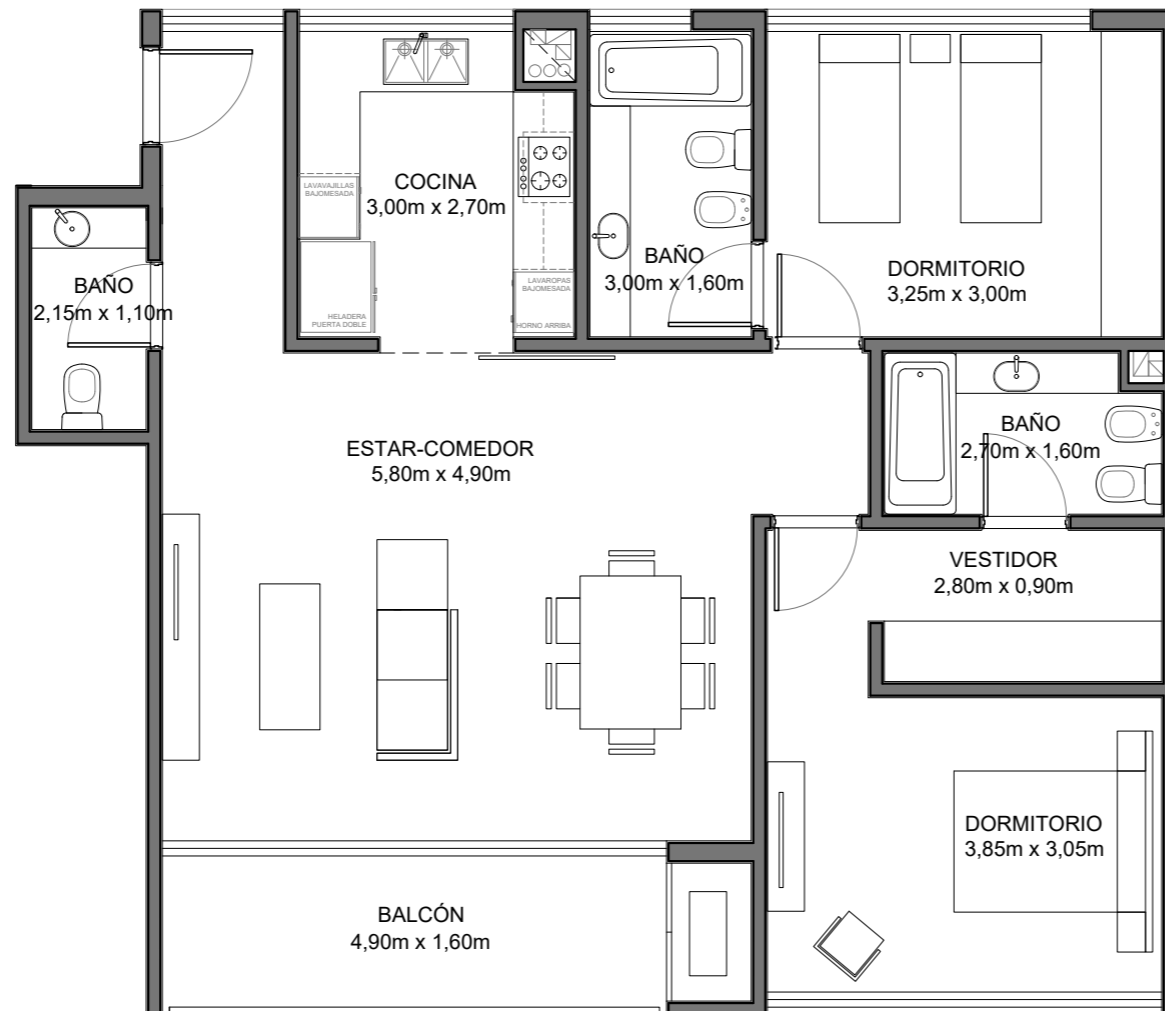 COCINA
3,00m x 2,70m
LAVAVAJILLAS
BAJOMESADA
HELADERA
PUERTA DOBLE
LAVAROPAS
BAJOMESADA
HORNO ARRIBA
BAÑO
3,00m x 1,60m
DORMITORIO
3,25m x 3,00m
BAÑO
2,15m x 1,10m
ESTAR-COMEDOR
5,80m x 4,90m
BAÑO
2,70m x 1,60m
VESTIDOR
2,80m x 0,90m
DORMITORIO
3,85m x 3,05m
BALCÓN
4,90m x 1,60m